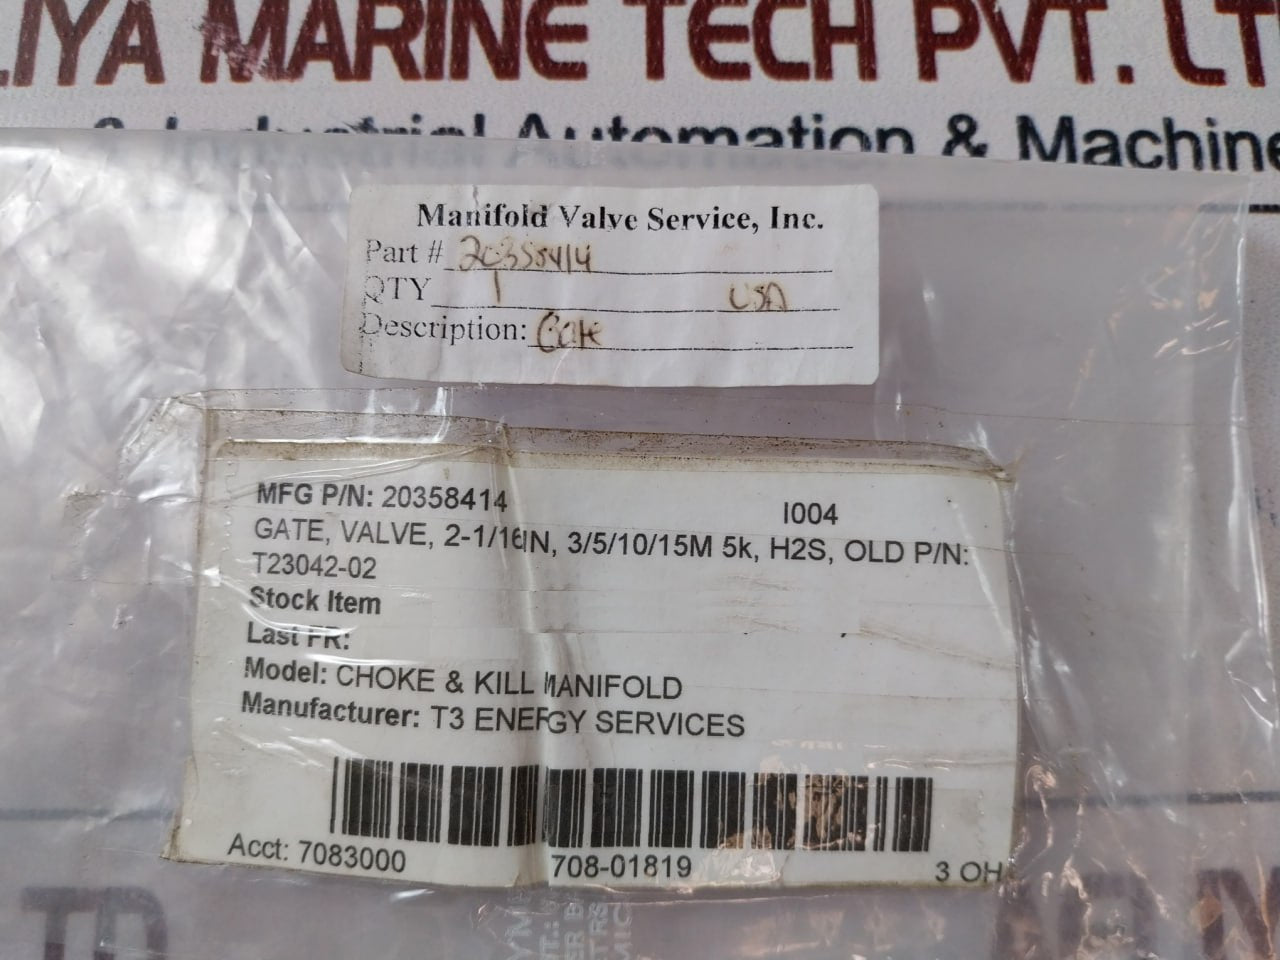 LIYA MARINE TECH PVT. LT
& Industrial Automation & Machine
Manifold Valve Service, Inc.
Part # 20358414
QTY 1 USA
Description: Gate
MFG P/N: 20358414 I004
GATE, VALVE, 2-1/16IN, 3/5/10/15M 5k, H2S, OLD P/N:
T23042-02
Stock Item
Last PR:
Model: CHOKE & KILL MANIFOLD
Manufacturer: T3 ENERGY SERVICES
Acct: 7083000 708-01819 3 OH
TD